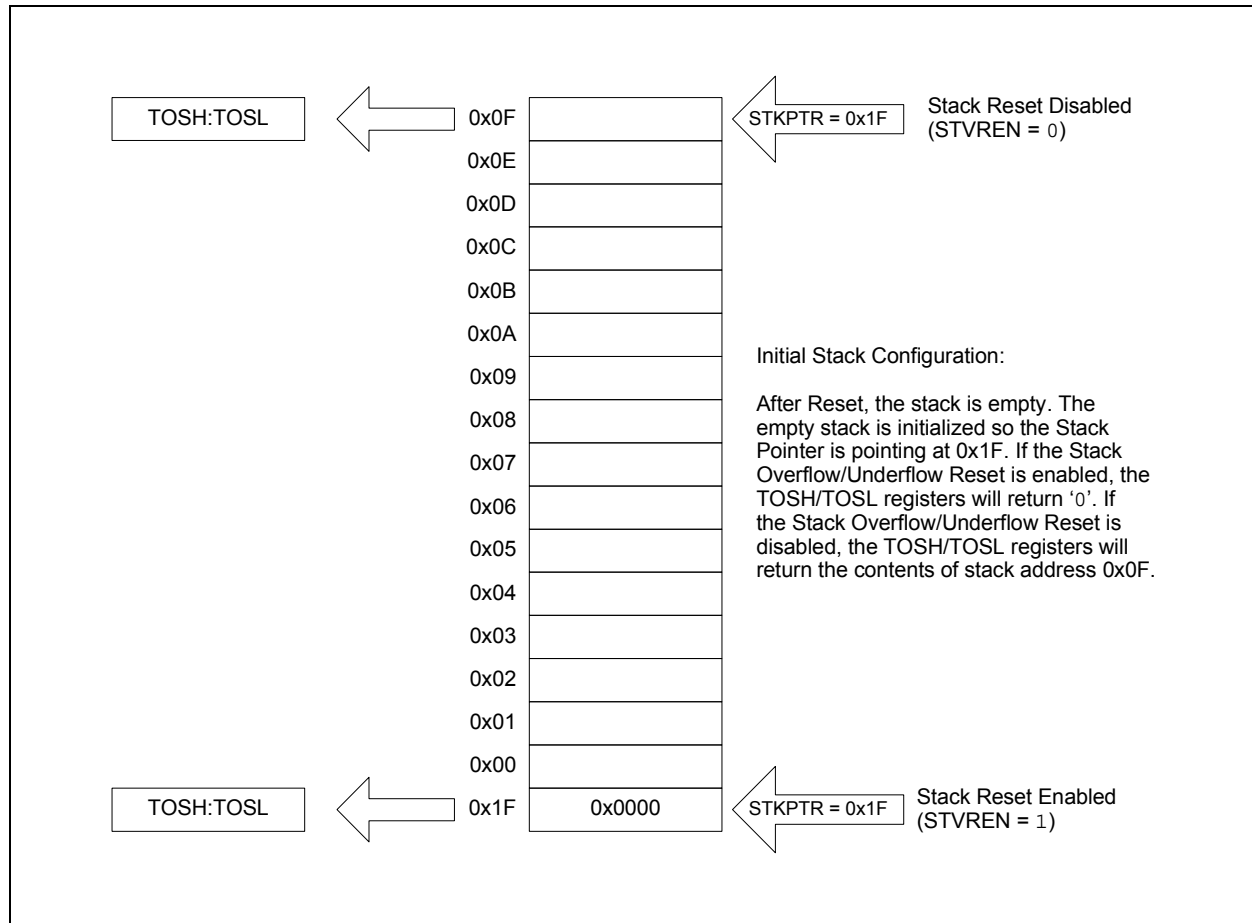 TOSH:TOSL 0x0F STKPTR = 0x1F Stack Reset Disabled
(STVREN = 0)
0x0E
0x0D
0x0C
0x0B
0x0A
Initial Stack Configuration:
0x09
After Reset, the stack is empty. The
0x08
empty stack is initialized so the Stack
Pointer is pointing at 0x1F. If the Stack
0x07
Overflow/Underflow Reset is enabled, the
TOSH/TOSL registers will return ‘0’. If
0x06
the Stack Overflow/Underflow Reset is
0x05
disabled, the TOSH/TOSL registers will
return the contents of stack address 0x0F.
0x04
0x03
0x02
0x01
0x00
TOSH:TOSL 0x1F 0x0000 STKPTR = 0x1F Stack Reset Enabled
(STVREN = 1)